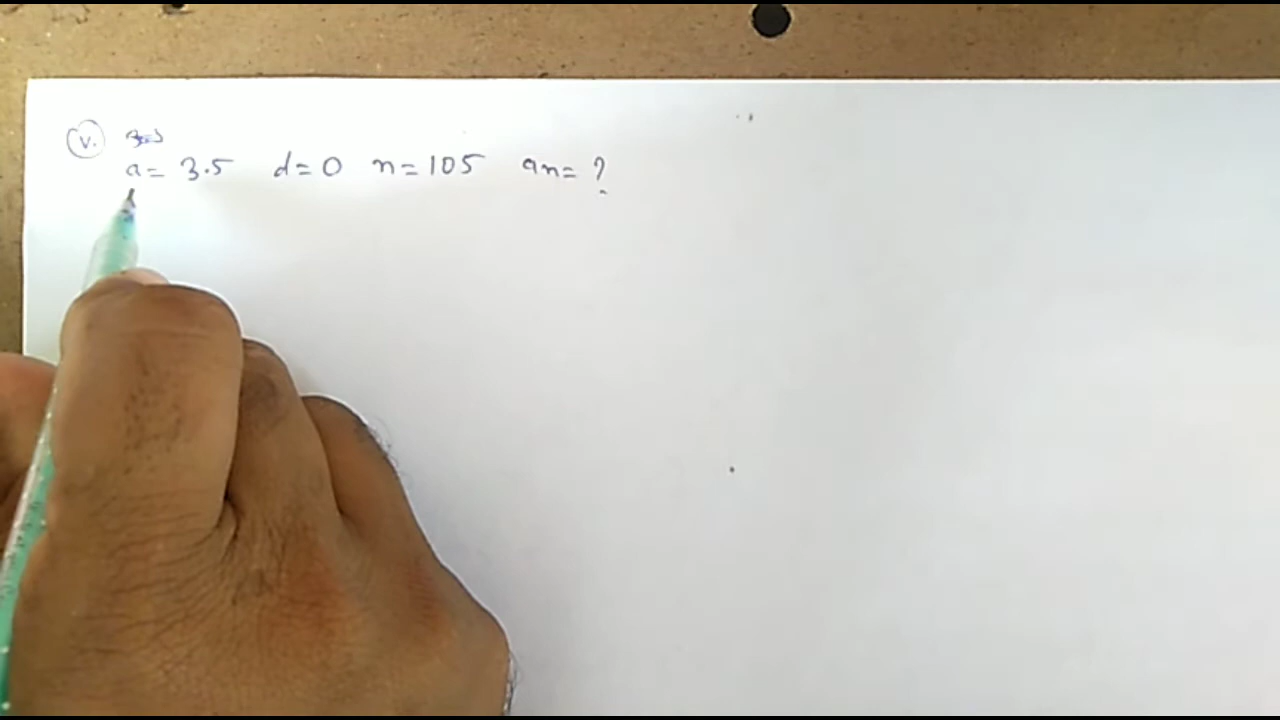 v.
a = 3.5 d = 0 n = 105 an = ?